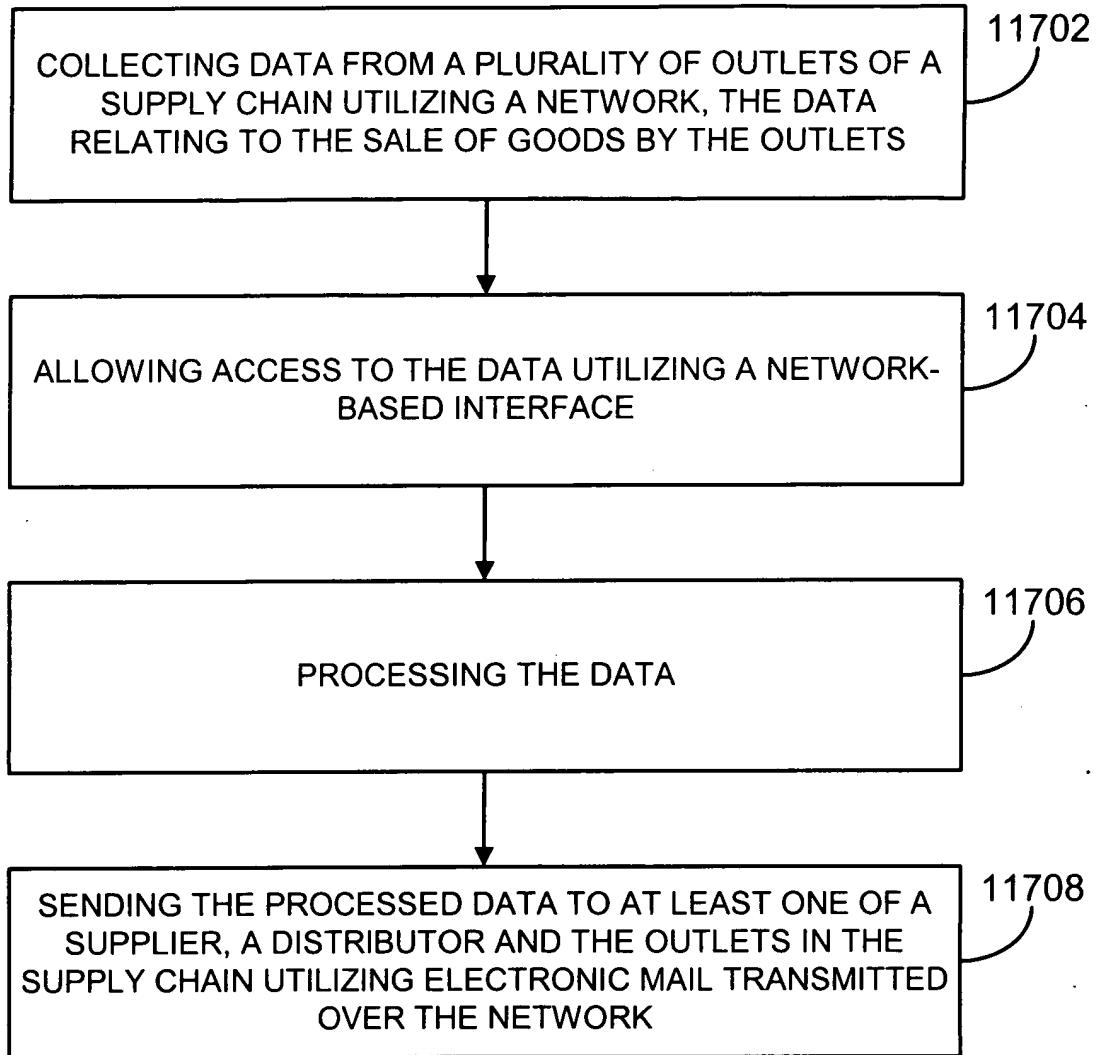 11702
COLLECTING DATA FROM A PLURALITY OF OUTLETS OF A
SUPPLY CHAIN UTILIZING A NETWORK, THE DATA
RELATING TO THE SALE OF GOODS BY THE OUTLETS
11704
ALLOWING ACCESS TO THE DATA UTILIZING A NETWORK-
BASED INTERFACE
11706
PROCESSING THE DATA
11708
SENDING THE PROCESSED DATA TO AT LEAST ONE OF A
SUPPLIER, A DISTRIBUTOR AND THE OUTLETS IN THE
SUPPLY CHAIN UTILIZING ELECTRONIC MAIL TRANSMITTED
OVER THE NETWORK